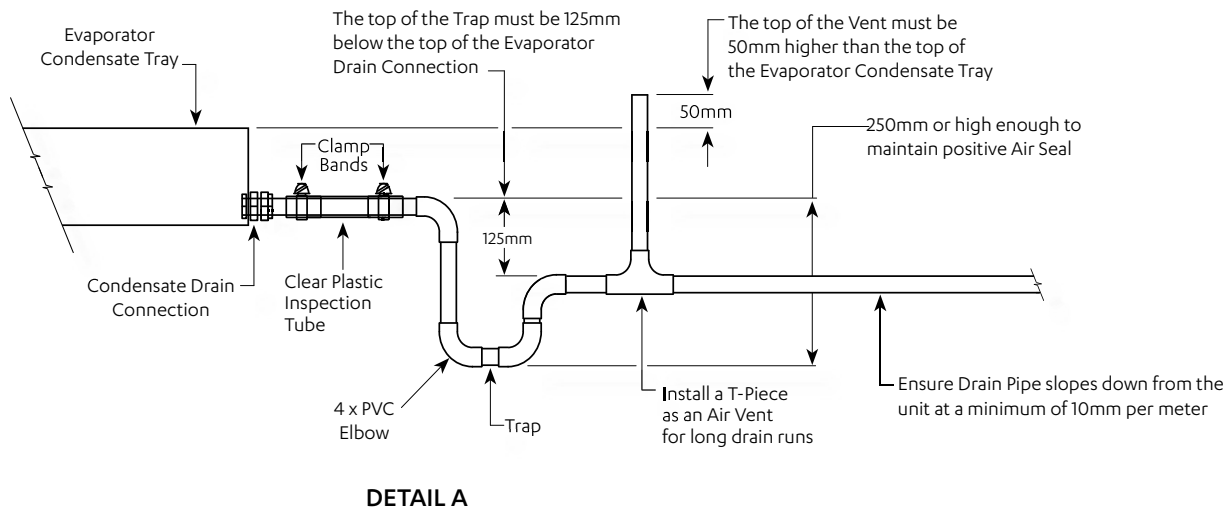 Evaporator
Condensate Tray
The top of the Trap must be 125mm
below the top of the Evaporator
Drain Connection
The top of the Vent must be
50mm higher than the top of
the Evaporator Condensate Tray
50mm
250mm or high enough to
maintain positive Air Seal
Clamp
Bands
125mm
Condensate Drain
Connection
Clear Plastic
Inspection
Tube
4 x PVC
Elbow
Trap
Install a T-Piece
as an Air Vent
for long drain runs
Ensure Drain Pipe slopes down from the
unit at a minimum of 10mm per meter
DETAIL A